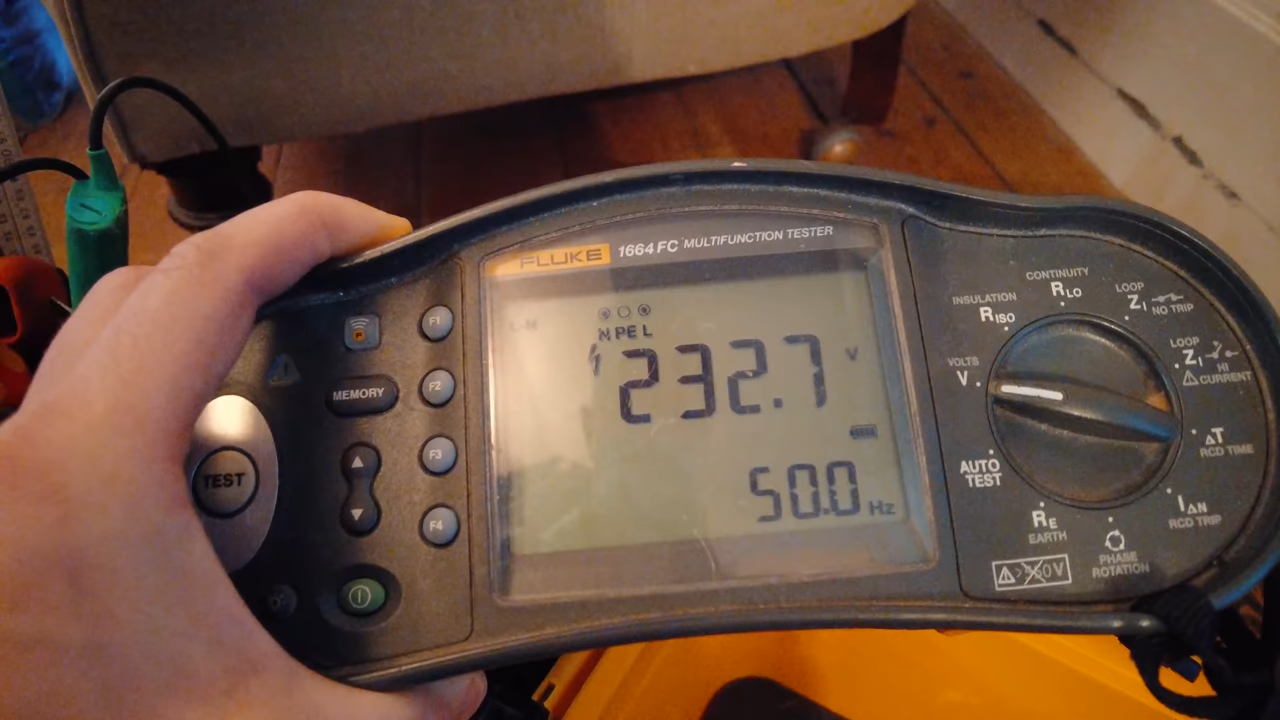 FLUKE 1664 FC MULTIFUNCTION TESTER
L-N
N PE L
232.7 V
50.0 Hz
F1
F2
F3
F4
MEMORY
TEST
VOLTS
V
INSULATION
RISO
CONTINUITY
RLO
LOOP
ZI NO TRIP
LOOP
ZI HI
CURRENT
ΔT
RCD TIME
IΔN
RCD TRIP
PHASE
ROTATION
RE
EARTH
AUTO
TEST